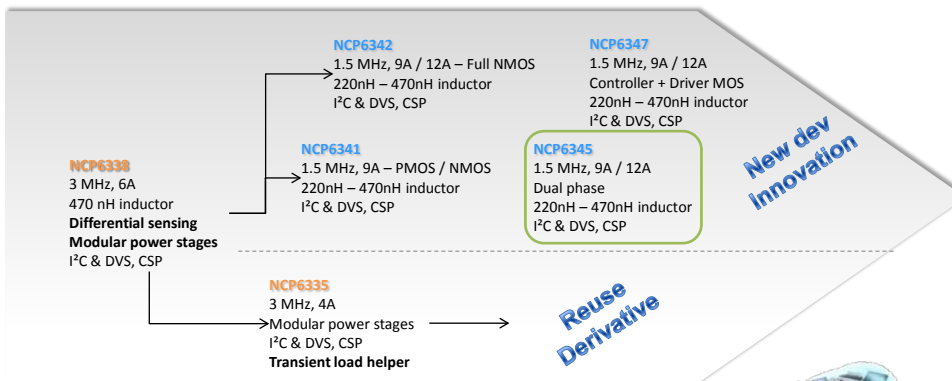 NCP6342
1.5 MHz, 9A / 12A – Full NMOS
220nH – 470nH inductor
I²C & DVS, CSP
NCP6347
1.5 MHz, 9A / 12A
Controller + Driver MOS
220nH – 470nH inductor
I²C & DVS, CSP
NCP6338
3 MHz, 6A
470 nH inductor
Differential sensing
Modular power stages
I²C & DVS, CSP
NCP6341
1.5 MHz, 9A – PMOS / NMOS
220nH – 470nH inductor
I²C & DVS, CSP
NCP6345
1.5 MHz, 9A / 12A
Dual phase
220nH – 470nH inductor
I²C & DVS, CSP
New dev
Innovation
NCP6335
3 MHz, 4A
Modular power stages
I²C & DVS, CSP
Transient load helper
Reuse
Derivative